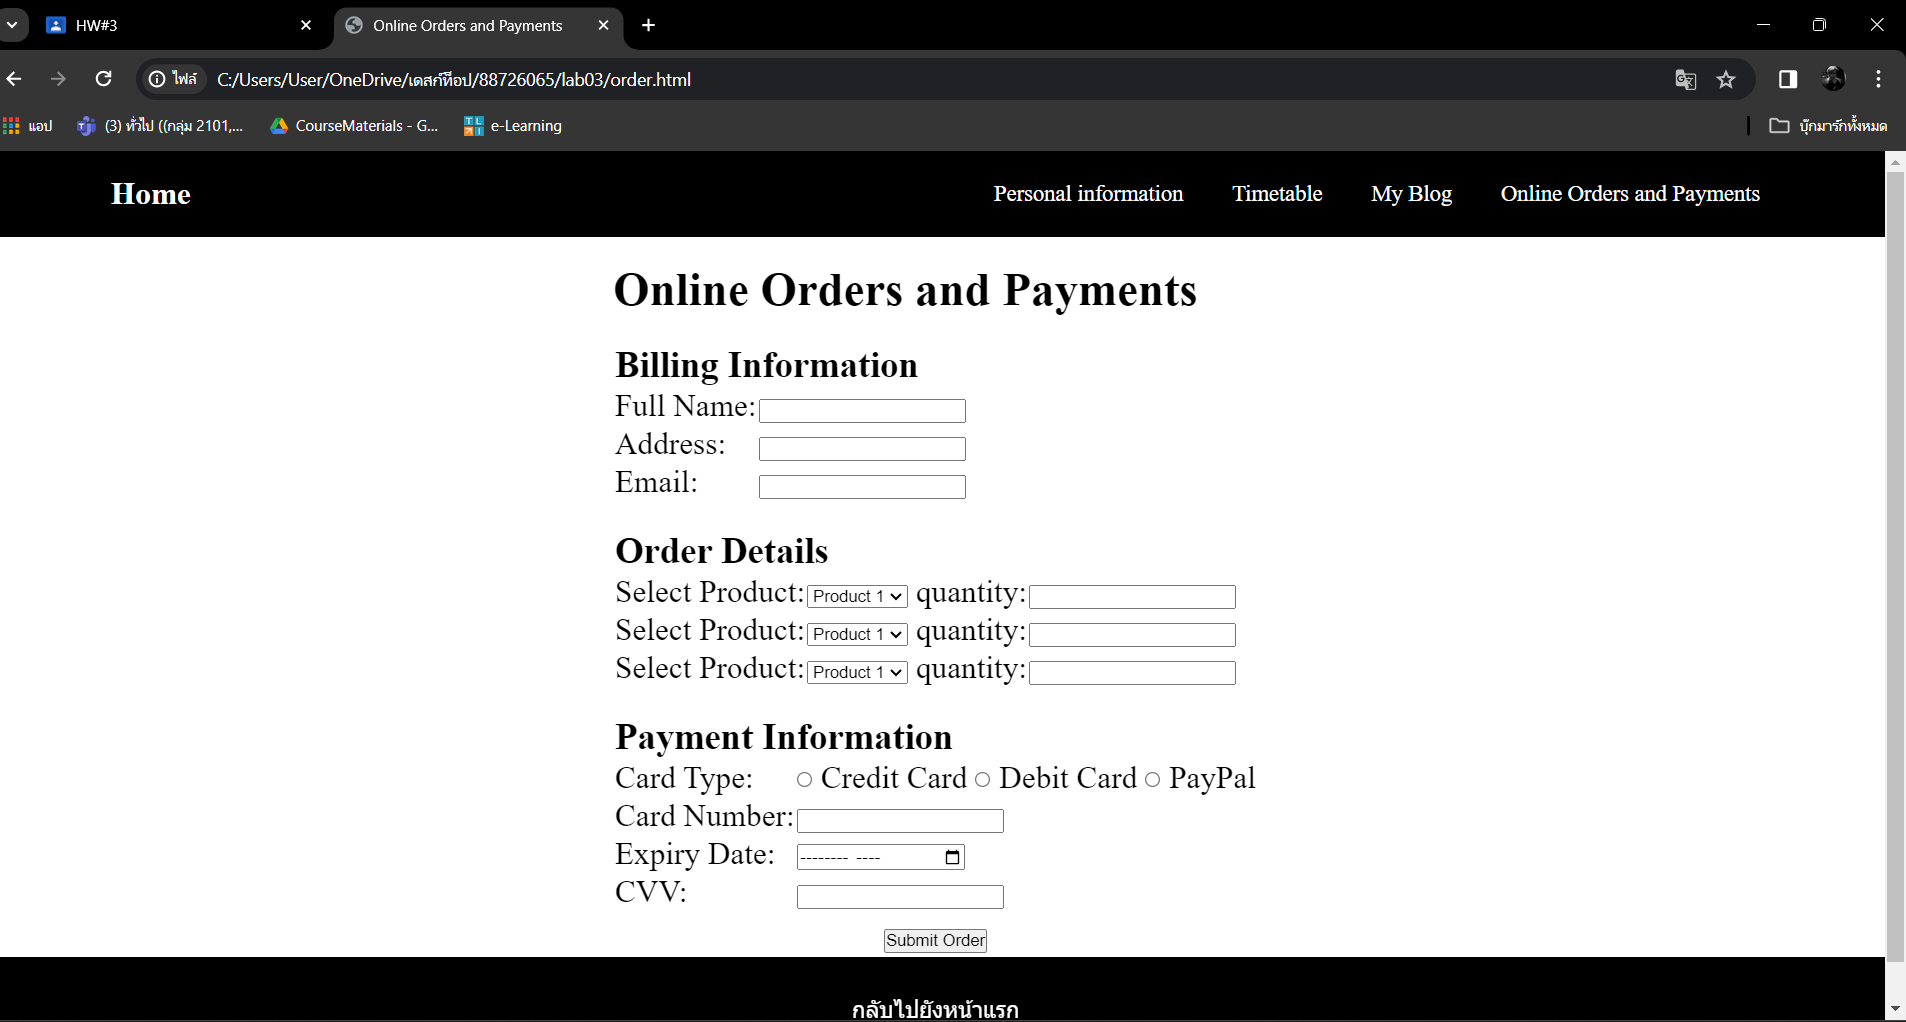 HW#3
Online Orders and Payments
ไฟล์ C:/Users/User/OneDrive/เดสก์ท็อป/88726065/lab03/order.html
แอป (3) ทั่วไป ((กลุ่ม 2101,... CourseMaterials - G... e-Learning บุ๊กมาร์กทั้งหมด
Home Personal information Timetable My Blog Online Orders and Payments
Online Orders and Payments
Billing Information
Full Name:
Address:
Email:
Order Details
Select Product: Product 1 quantity:
Select Product: Product 1 quantity:
Select Product: Product 1 quantity:
Payment Information
Card Type: Credit Card Debit Card PayPal
Card Number:
Expiry Date: -------- ----
CVV:
Submit Order
กลับไปยังหน้าแรก